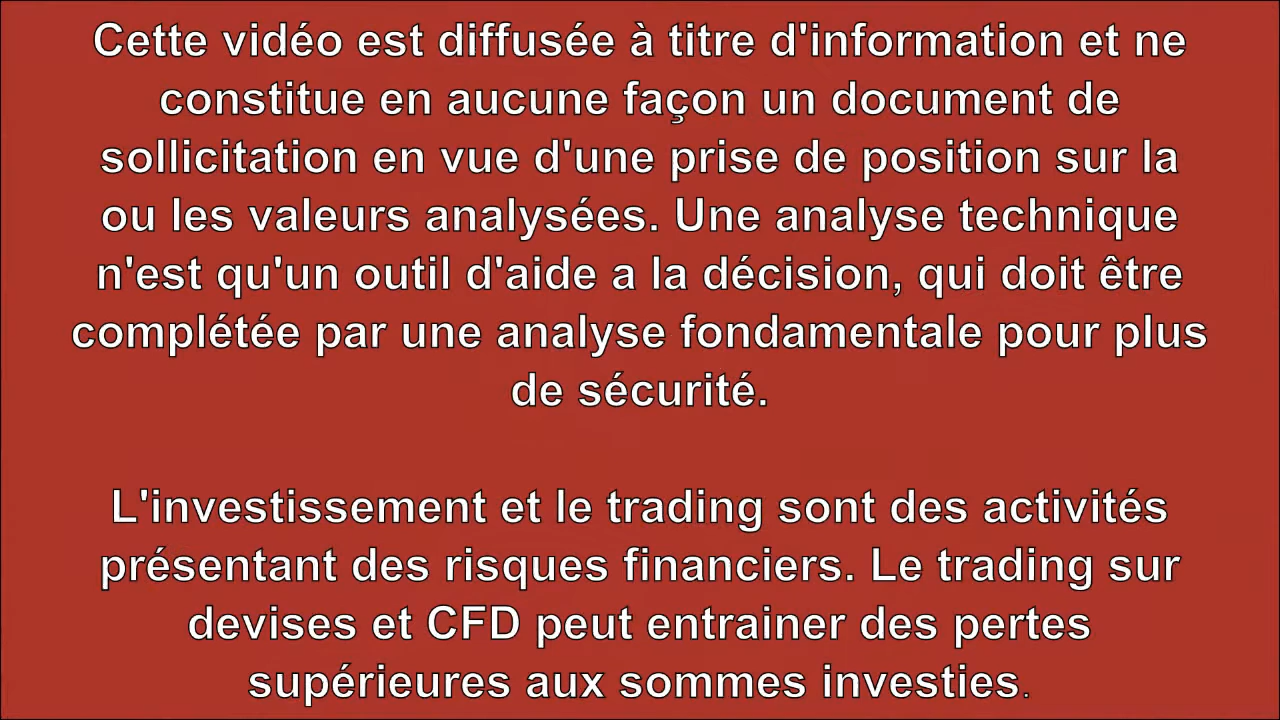 Cette vidéo est diffusée à titre d'information et ne
constitue en aucune façon un document de
sollicitation en vue d'une prise de position sur la
ou les valeurs analysées. Une analyse technique
n'est qu'un outil d'aide a la décision, qui doit être
complétée par une analyse fondamentale pour plus
de sécurité.
L'investissement et le trading sont des activités
présentant des risques financiers. Le trading sur
devises et CFD peut entrainer des pertes
supérieures aux sommes investies.